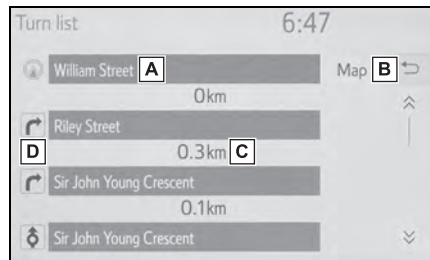 Turn list 6:47
William Street A Map B
0km
Riley Street
D 0.3km C
Sir John Young Crescent
0.1km
Sir John Young Crescent